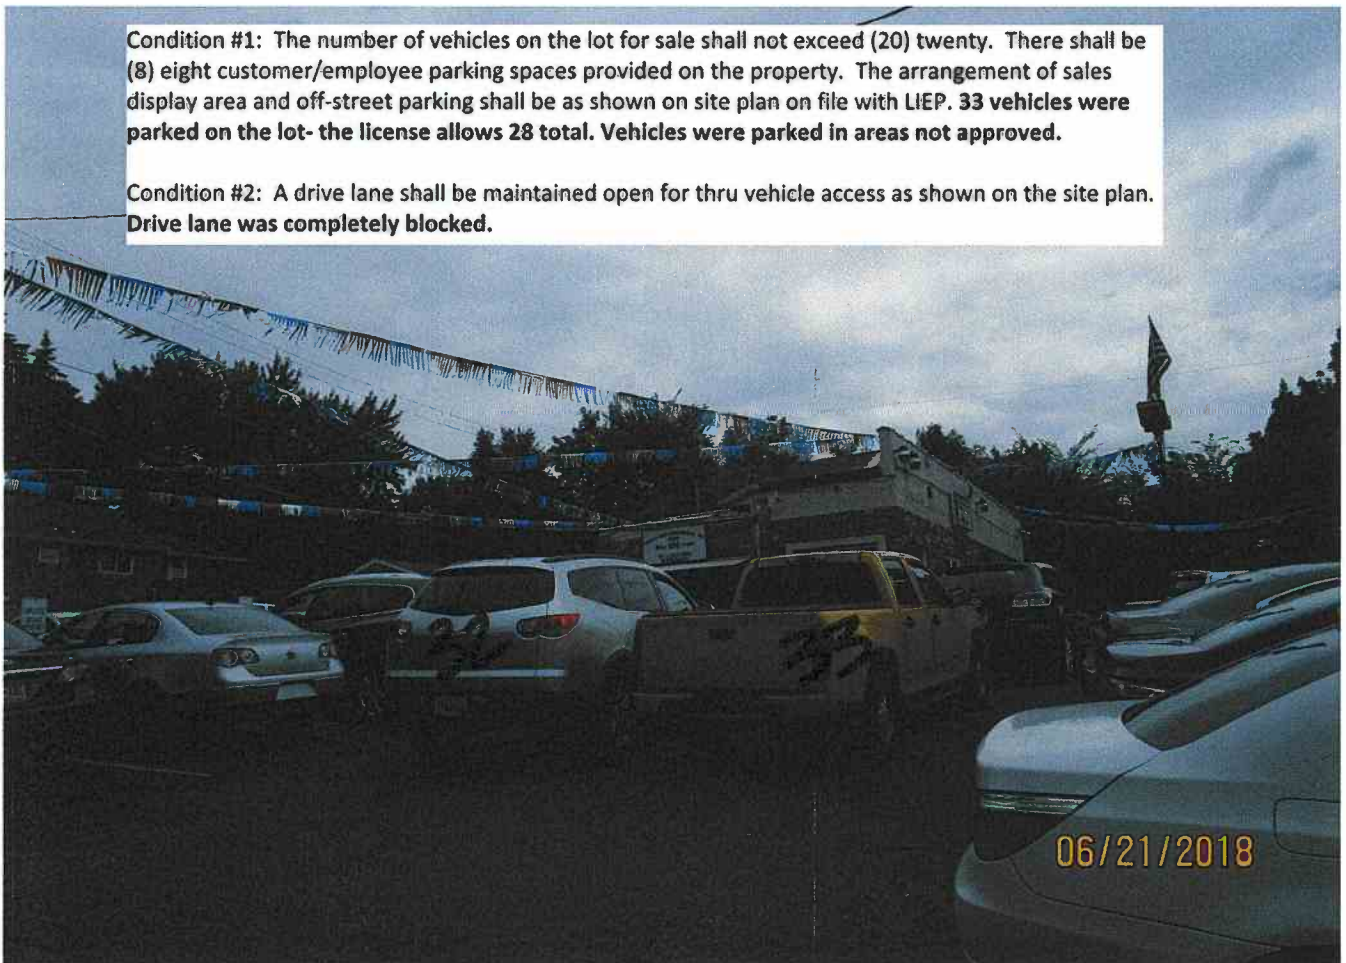 Condition #1: The number of vehicles on the lot for sale shall not exceed (20) twenty. There shall be
(8) eight customer/employee parking spaces provided on the property. The arrangement of sales
display area and off-street parking shall be as shown on site plan on file with LIEP. 33 vehicles were
parked on the lot- the license allows 28 total. Vehicles were parked in areas not approved.
Condition #2: A drive lane shall be maintained open for thru vehicle access as shown on the site plan.
Drive lane was completely blocked.
32
33
06/21/2018